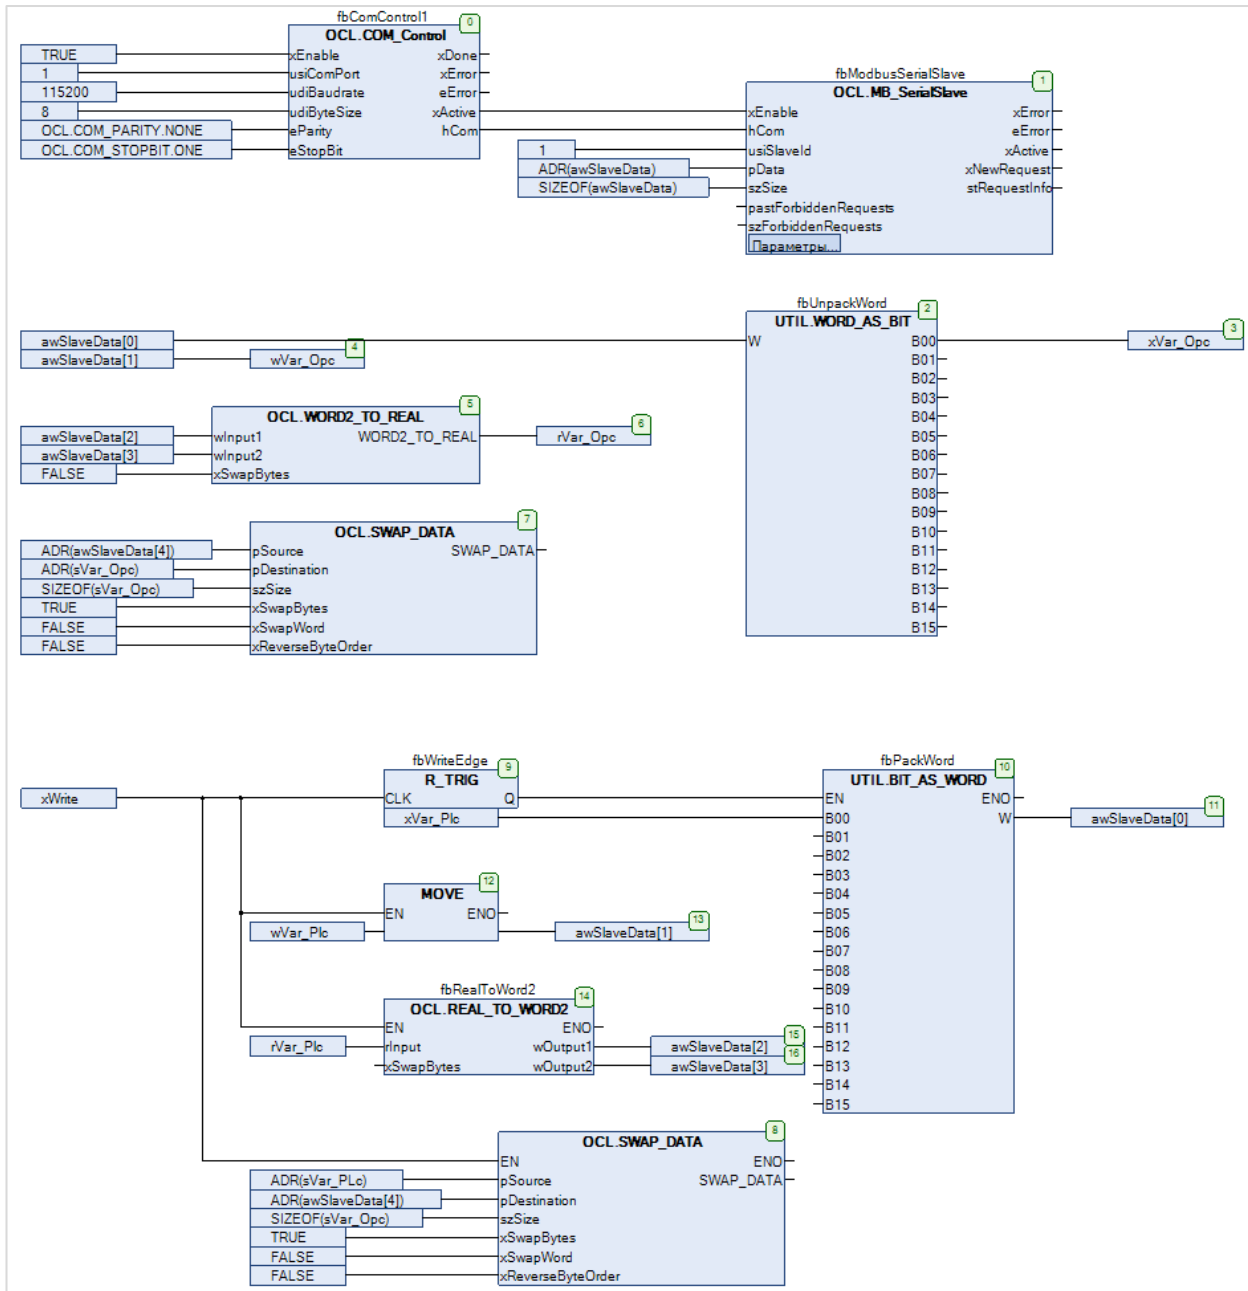 fbComControl1
0
OCL.COM_Control
TRUE xEnable xDone
1 usiComPort xError
115200 udiBaudrate eError
8 udiByteSize xActive
OCL.COM_PARITY.NONE eParity hCom
OCL.COM_STOPBIT.ONE eStopBit
fbModbusSerialSlave
1
OCL.MB_SerialSlave
xEnable xError
hCom eError
1 usiSlaveId xActive
ADR(awSlaveData) pData xNewRequest
SIZEOF(awSlaveData) szSize stRequestInfo
pastForbiddenRequests
szForbiddenRequests
Параметры...
fbUnpackWord
2
UTIL.WORD_AS_BIT
3
awSlaveData[0] W B00 xVar_Opc
4
awSlaveData[1] wVar_Opc B01
B02
B03
B04
B05
B06
B07
B08
B09
B10
B11
B12
B13
B14
B15
5
OCL.WORD2_TO_REAL
6
awSlaveData[2] wInput1 WORD2_TO_REAL rVar_Opc
awSlaveData[3] wInput2
FALSE xSwapBytes
7
OCL.SWAP_DATA
ADR(awSlaveData[4]) pSource SWAP_DATA
ADR(sVar_Opc) pDestination
SIZEOF(sVar_Opc) szSize
TRUE xSwapBytes
FALSE xSwapWord
FALSE xReverseByteOrder
fbWriteEdge
9
R_TRIG
xWrite CLK Q
xVar_Plc
fbPackWord
10
UTIL.BIT_AS_WORD
EN ENO
11
B00 W awSlaveData[0]
B01
B02
B03
B04
B05
B06
B07
B08
B09
B10
B11
B12
B13
B14
B15
12
MOVE
EN ENO
13
wVar_Plc awSlaveData[1]
fbRealToWord2
14
OCL.REAL_TO_WORD2
EN ENO
15
rVar_Plc rInput wOutput1 awSlaveData[2]
16
xSwapBytes wOutput2 awSlaveData[3]
8
OCL.SWAP_DATA
EN ENO
ADR(sVar_PLc) pSource SWAP_DATA
ADR(awSlaveData[4]) pDestination
SIZEOF(sVar_Opc) szSize
TRUE xSwapBytes
FALSE xSwapWord
FALSE xReverseByteOrder